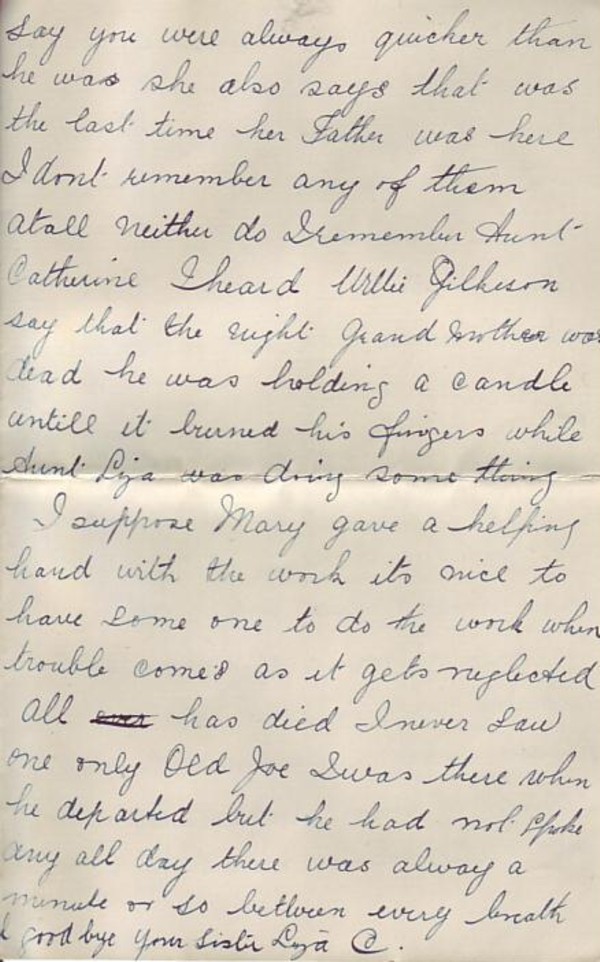 say you were always quicker than
he was she also says that was
the last time her Father was here
I dont remember any of them
atall neither do I remember Aunt
Catherine I heard Willie Gilkeson
say that the night Grand Mother was
dead he was holding a candle
untill it burned his fingers while
Aunt Liza was doing some thing
I suppose Mary gave a helping
hand with the work its nice to
have some one to do the work when
trouble comes as it gets neglected
All has died I never saw
one only Old Joe I was there when
he departed but he had not spoke
any all day there was alway a
minute or so between every breath
good bye your sister Liza C.